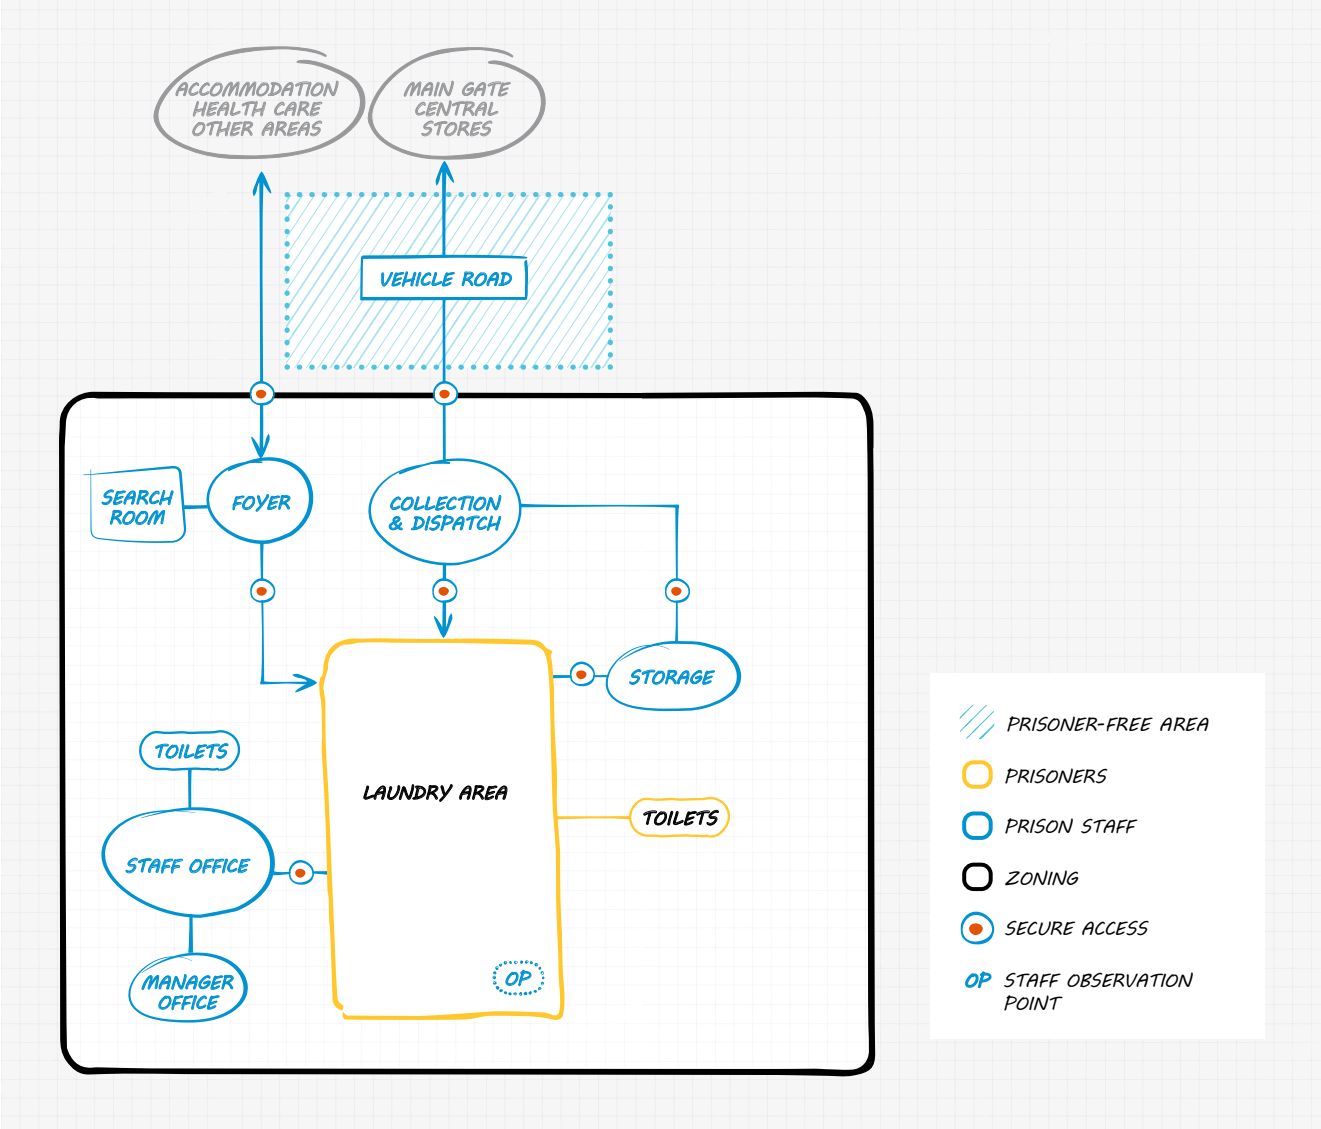 ACCOMMODATION
HEALTH CARE
OTHER AREAS
MAIN GATE
CENTRAL
STORES
VEHICLE ROAD
SEARCH
ROOM
FOYER
COLLECTION
& DISPATCH
STORAGE
TOILETS
LAUNDRY AREA
TOILETS
STAFF OFFICE
MANAGER
OFFICE
OP
PRISONER-FREE AREA
PRISONERS
PRISON STAFF
ZONING
SECURE ACCESS
OP STAFF OBSERVATION
POINT